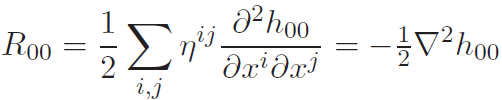 R_{00} = \frac{1}{2} \sum_{i,j} \eta^{ij} \frac{\partial^2 h_{00}}{\partial x^i \partial x^j} = -\frac{1}{2} \nabla^2 h_{00}